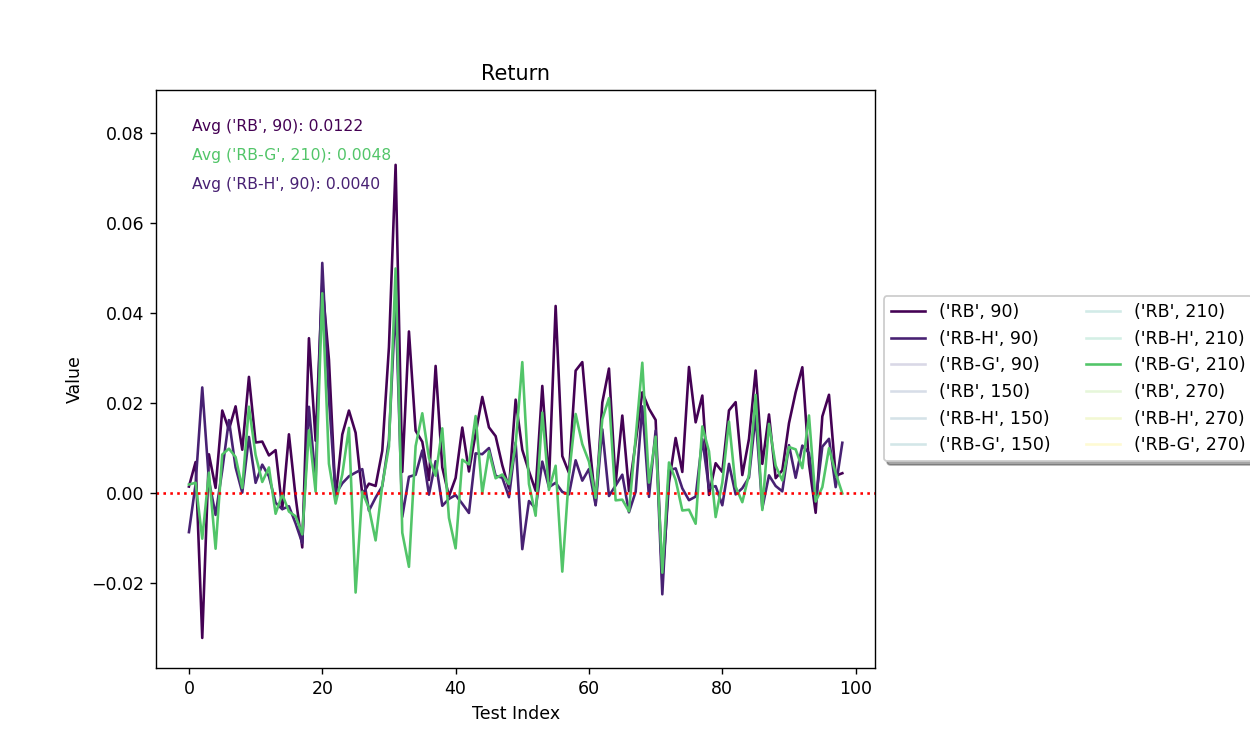 Return
Avg ('RB', 90): 0.0122
Avg ('RB-G', 210): 0.0048
Avg ('RB-H', 90): 0.0040
0.08
0.06
0.04
0.02
0.00
−0.02
Value
0 20 40 60 80 100
Test Index
('RB', 90)
('RB-H', 90)
('RB-G', 90)
('RB', 150)
('RB-H', 150)
('RB-G', 150)
('RB', 210)
('RB-H', 210)
('RB-G', 210)
('RB', 270)
('RB-H', 270)
('RB-G', 270)